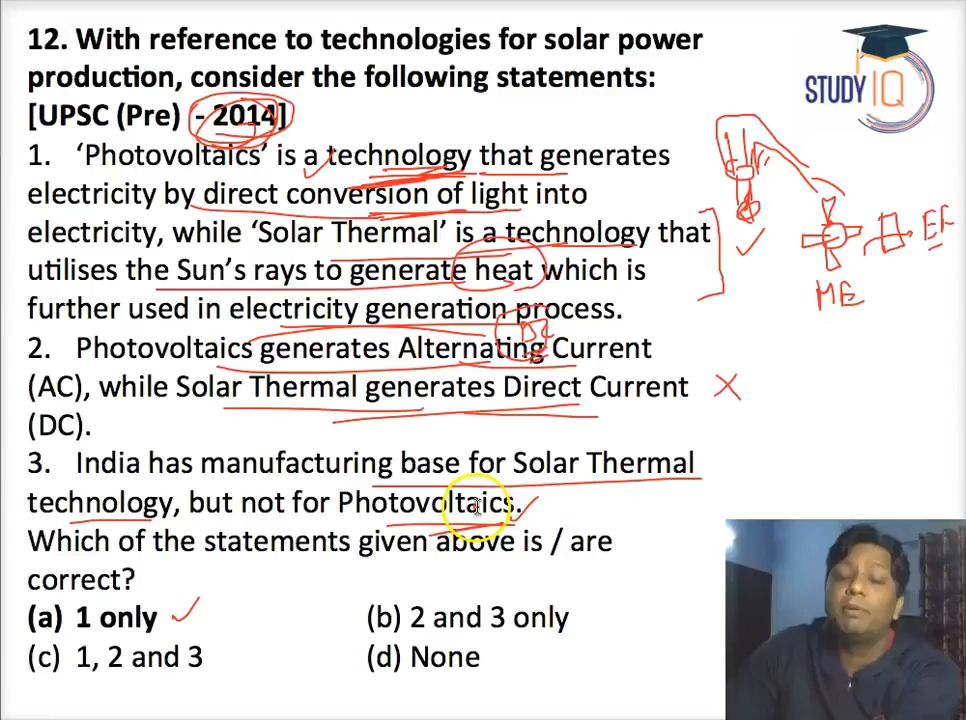 12. With reference to technologies for solar power
production, consider the following statements:
[UPSC (Pre) - 2014]
1. 'Photovoltaics' is a technology that generates
electricity by direct conversion of light into
electricity, while 'Solar Thermal' is a technology that
utilises the Sun's rays to generate heat which is
further used in electricity generation process.
2. Photovoltaics generates Alternating Current
(AC), while Solar Thermal generates Direct Current
(DC).
3. India has manufacturing base for Solar Thermal
technology, but not for Photovoltaics.
Which of the statements given above is / are
correct?
(a) 1 only
(b) 2 and 3 only
(c) 1, 2 and 3
(d) None
STUDY IQ
ME